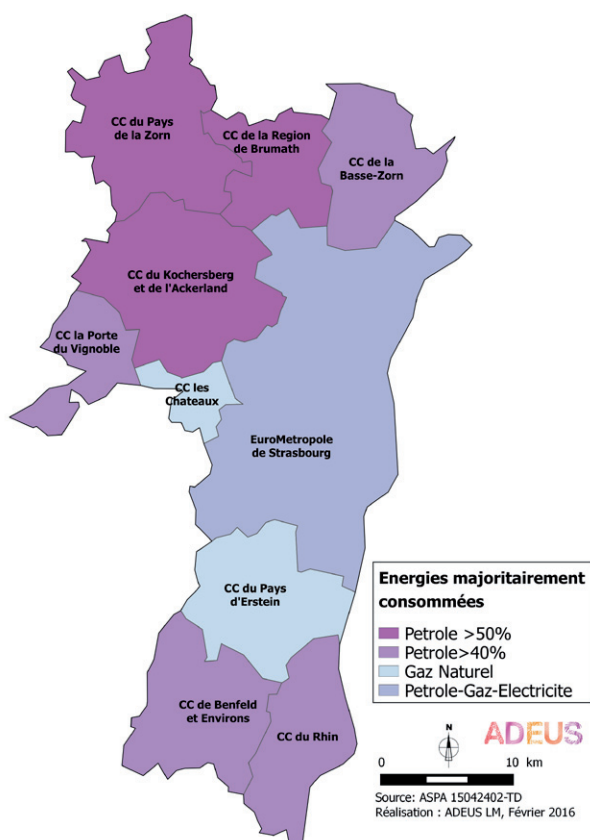 CC du Pays
de la Zorn
CC de la Region
de Brumath
CC de la
Basse-Zorn
CC du Kochersberg
et de l'Ackerland
CC la Porte
du Vignoble
CC les
Chateaux
EuroMetropole
de Strasbourg
CC du Pays
d'Erstein
CC de Benfeld
et Environs
CC du Rhin
Energies majoritairement
consommées
Petrole >50%
Petrole>40%
Gaz Naturel
Petrole-Gaz-Electricite
N
ADEUS
0 10 km
Source: ASPA 15042402-TD
Réalisation : ADEUS LM, Février 2016